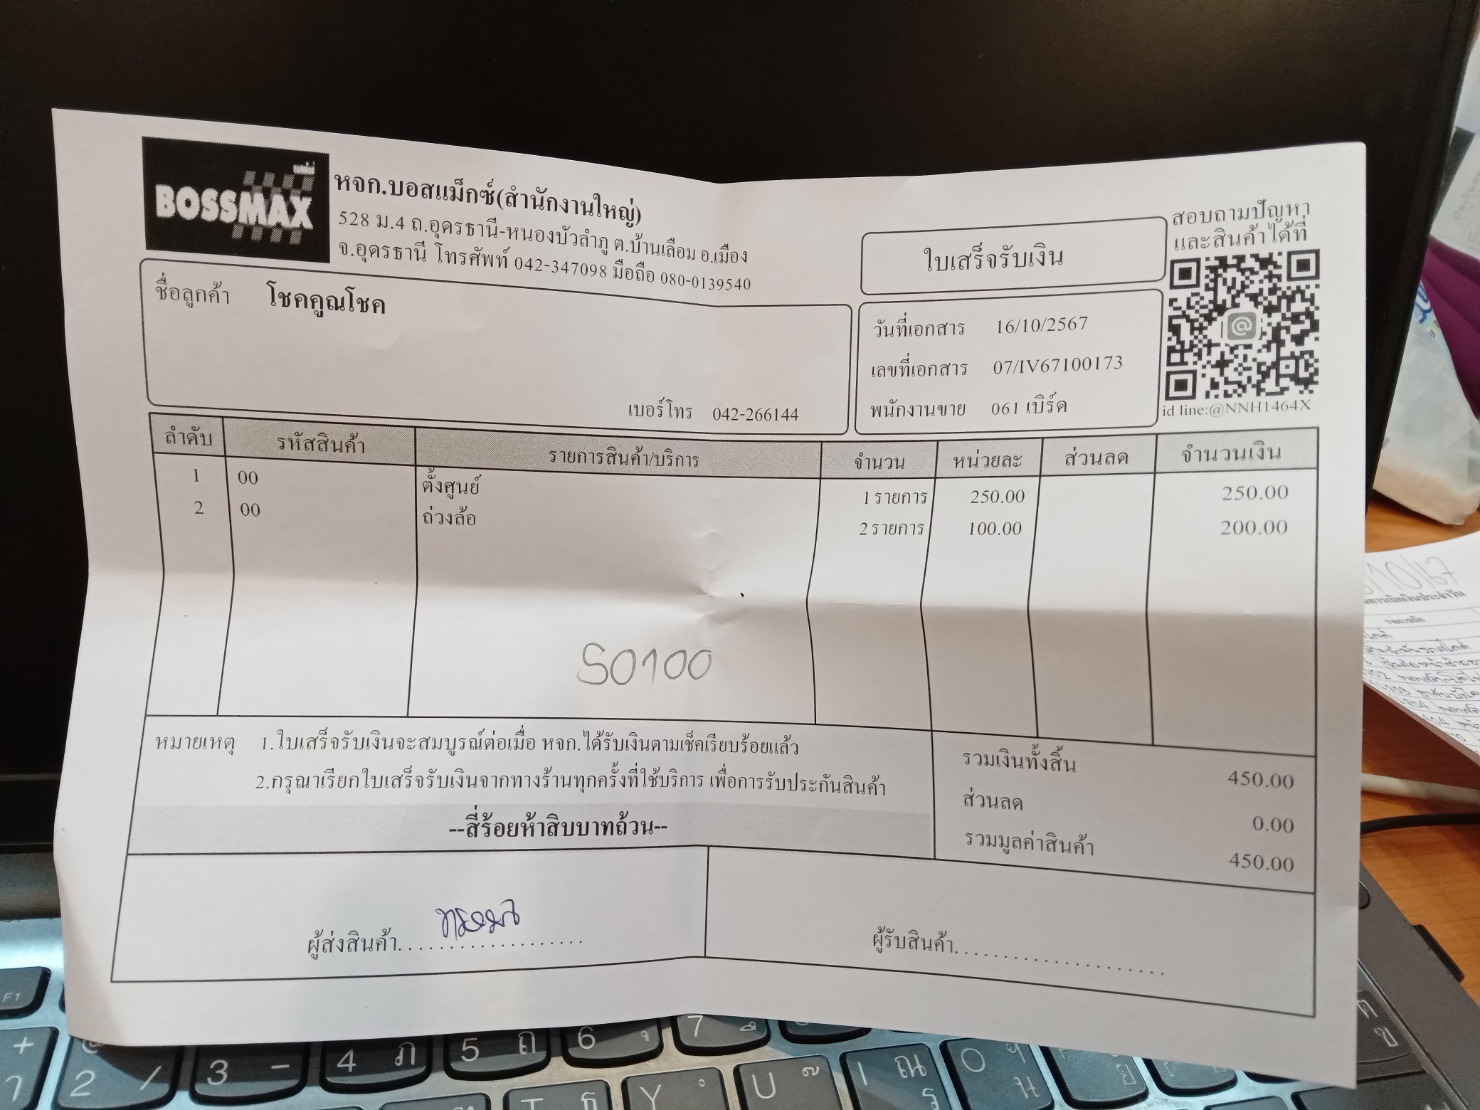 BOSSMAX
หจก.บอสแม็กซ์(สำนักงานใหญ่)
528 ม.4 ถ.อุดรธานี-หนองบัวลำภู ต.บ้านเลื่อม อ.เมือง
จ.อุดรธานี โทรศัพท์ 042-347098 มือถือ 080-0139540
สอบถามปัญหา
และสินค้าได้ที่
ใบเสร็จรับเงิน
ชื่อลูกค้า โชคคูณโชค
เบอร์โทร 042-266144
วันที่เอกสาร 16/10/2567
เลขที่เอกสาร 07/IV67100173
พนักงานขาย 061 เบิร์ด
id line:@NNH1464X
ลำดับ รหัสสินค้า รายการสินค้า/บริการ จำนวน หน่วยละ ส่วนลด จำนวนเงิน
1 00 ตั้งศูนย์ 1 รายการ 250.00 250.00
2 00 ถ่วงล้อ 2 รายการ 100.00 200.00
S0100
หมายเหตุ 1.ใบเสร็จรับเงินจะสมบูรณ์ต่อเมื่อ หจก.ได้รับเงินตามเช็คเรียบร้อยแล้ว
2.กรุณาเรียกใบเสร็จรับเงินจากทางร้านทุกครั้งที่ใช้บริการ เพื่อการรับประกันสินค้า
--สี่ร้อยห้าสิบบาทถ้วน--
รวมเงินทั้งสิ้น 450.00
ส่วนลด 0.00
รวมมูลค่าสินค้า 450.00
ผู้ส่งสินค้า....................
ผู้รับสินค้า......................
F1
+ 2 / 3 - 4 ภ 5 ถ 6 ุ 7 ึ
Y U ๊ I ณ ร O ฯ น